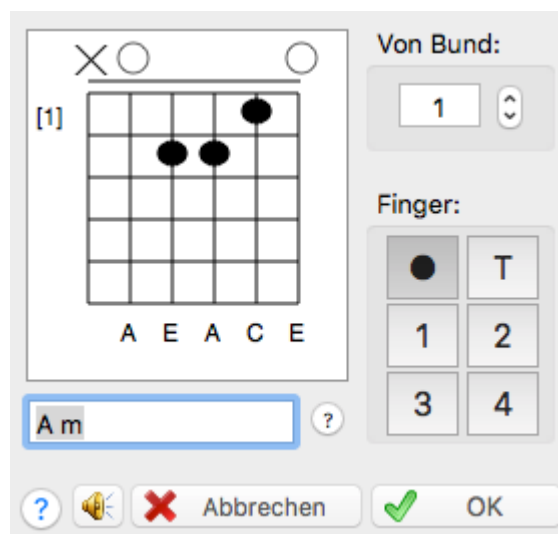 Von Bund:
[1]
1
Finger:
T
1 2
3 4
A E A C E
A m
?
? Abbrechen OK